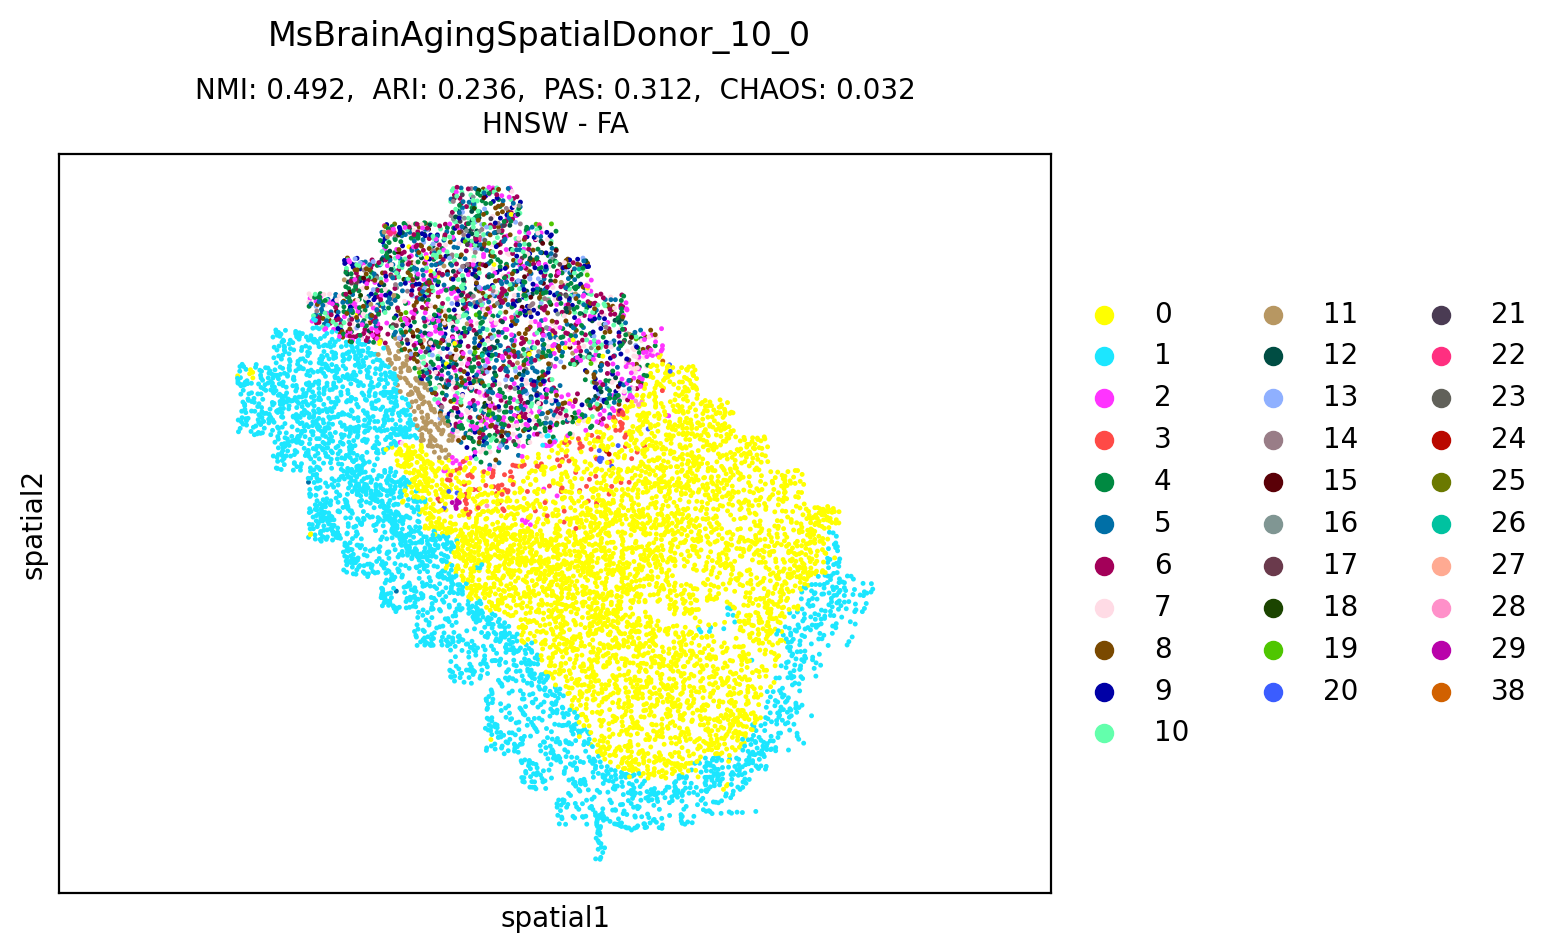 MsBrainAgingSpatialDonor_10_0
NMI: 0.492,  ARI: 0.236,  PAS: 0.312,  CHAOS: 0.032
HNSW - FA
spatial2
spatial1
0 11 21
1 12 22
2 13 23
3 14 24
4 15 25
5 16 26
6 17 27
7 18 28
8 19 29
9 20 38
10